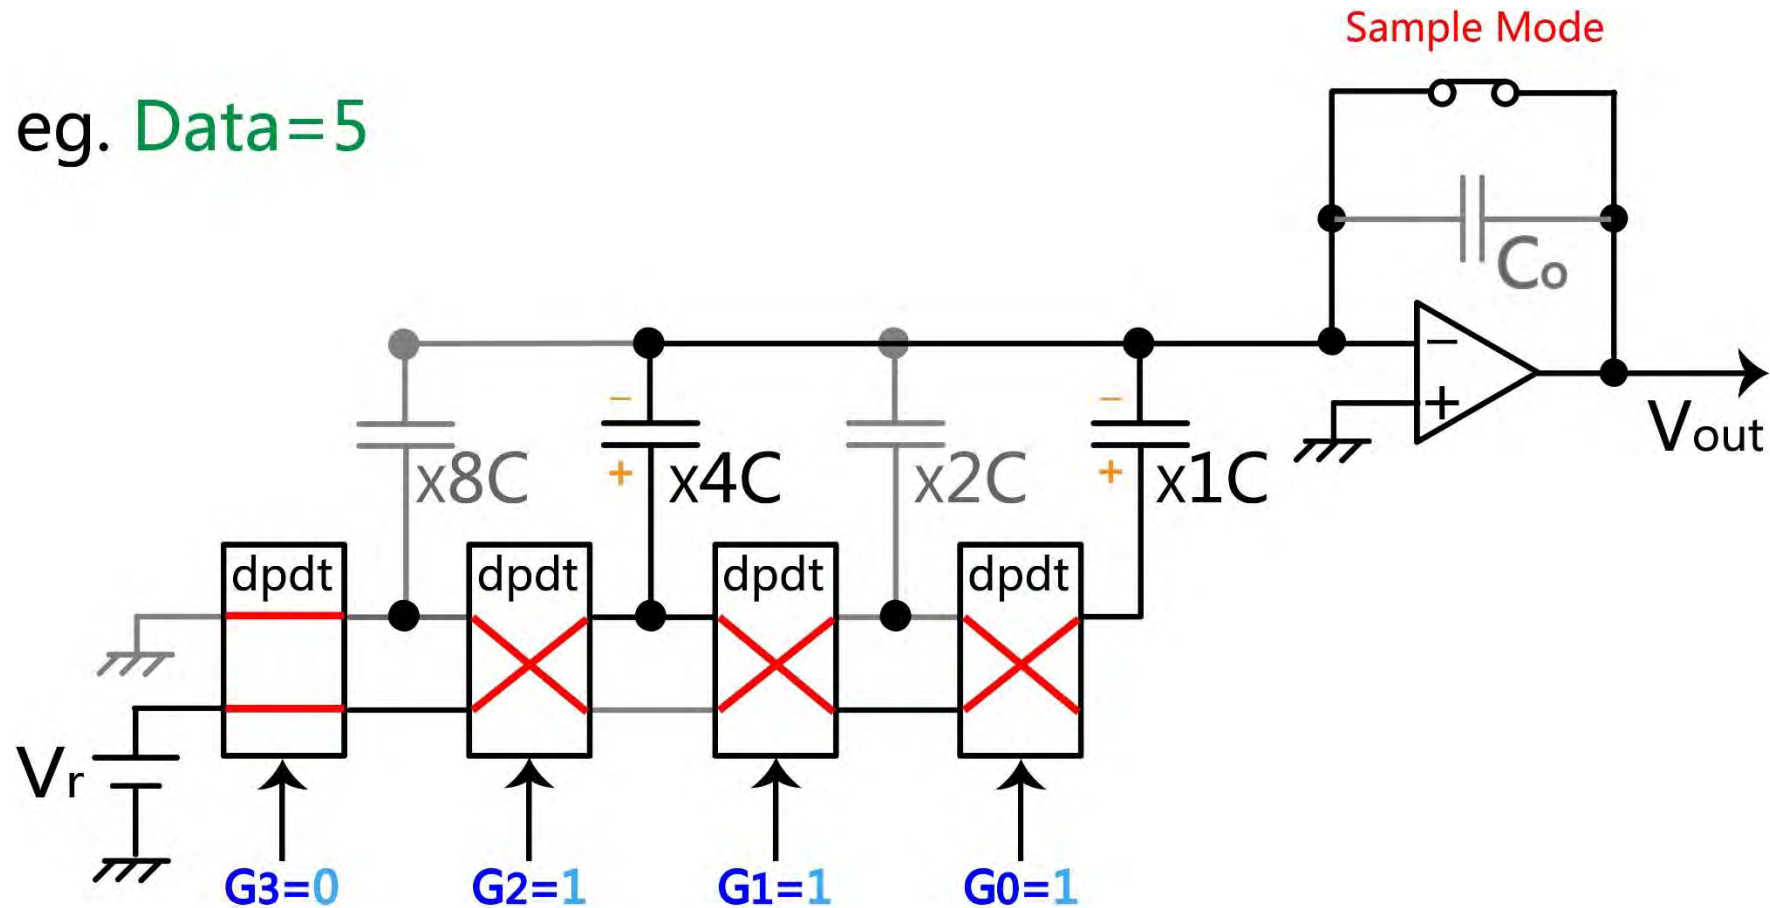 Sample Mode
eg. Data=5
Co
−
+
Vout
−
+
x8C
x4C
x2C
−
+
x1C
dpdt
dpdt
dpdt
dpdt
Vr
G3=0
G2=1
G1=1
G0=1